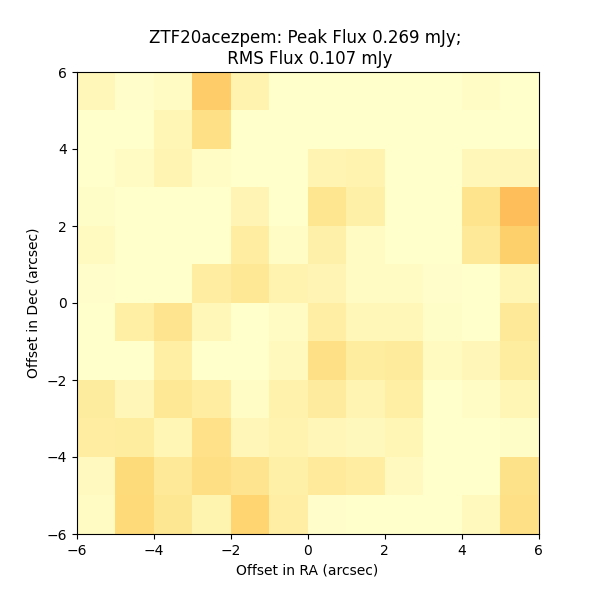 ZTF20acezpem: Peak Flux 0.269 mJy;
RMS Flux 0.107 mJy
6
4
2
0
−2
−4
−6
Offset in Dec (arcsec)
−6 −4 −2 0 2 4 6
Offset in RA (arcsec)